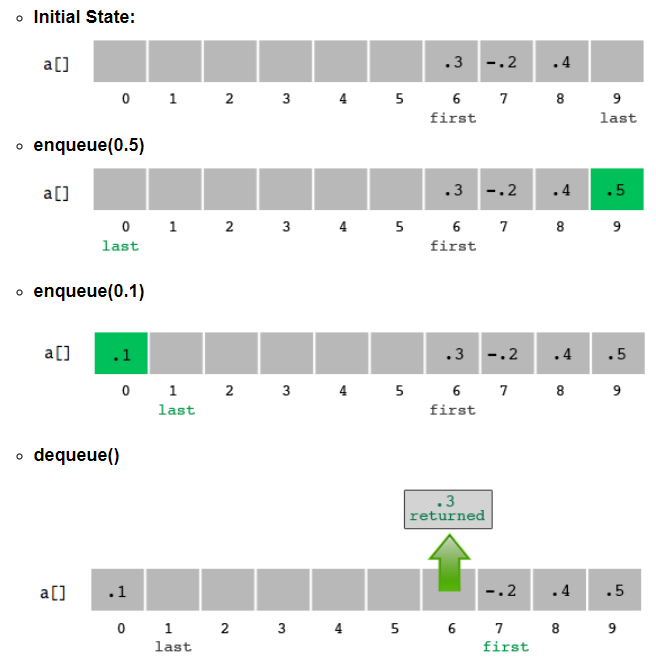 Initial State:
a[] .3 -.2 .4
0 1 2 3 4 5 6 7 8 9
first last
enqueue(0.5)
a[] .3 -.2 .4 .5
0 1 2 3 4 5 6 7 8 9
last first
enqueue(0.1)
a[] .1 .3 -.2 .4 .5
0 1 2 3 4 5 6 7 8 9
last first
dequeue()
.3
returned
a[] .1 -.2 .4 .5
0 1 2 3 4 5 6 7 8 9
last first